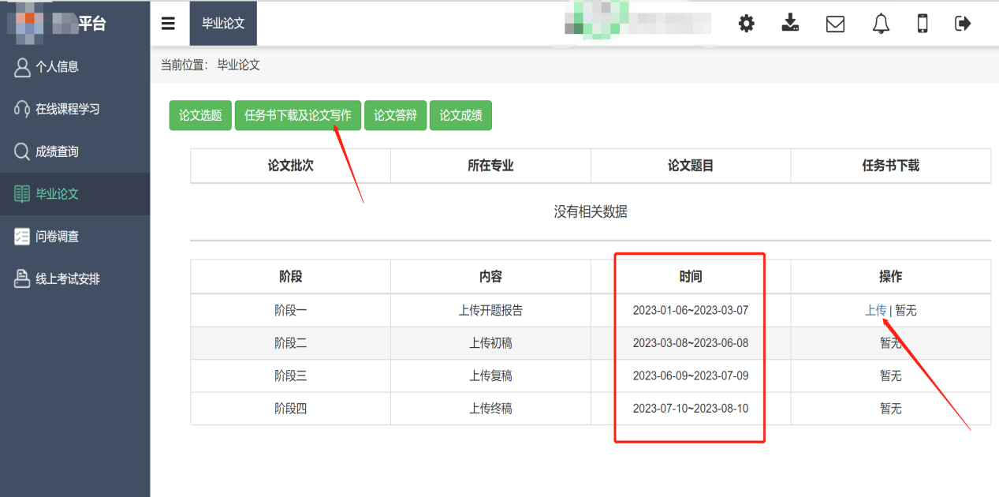 平台
毕业论文
个人信息
在线课程学习
成绩查询
毕业论文
问卷调查
线上考试安排
当前位置： 毕业论文
论文选题 任务书下载及论文写作 论文答辩 论文成绩
论文批次 所在专业 论文题目 任务书下载
没有相关数据
阶段 内容 时间 操作
阶段一 上传开题报告 2023-01-06~2023-03-07 上传 | 暂无
阶段二 上传初稿 2023-03-08~2023-06-08 暂无
阶段三 上传复稿 2023-06-09~2023-07-09 暂无
阶段四 上传终稿 2023-07-10~2023-08-10 暂无